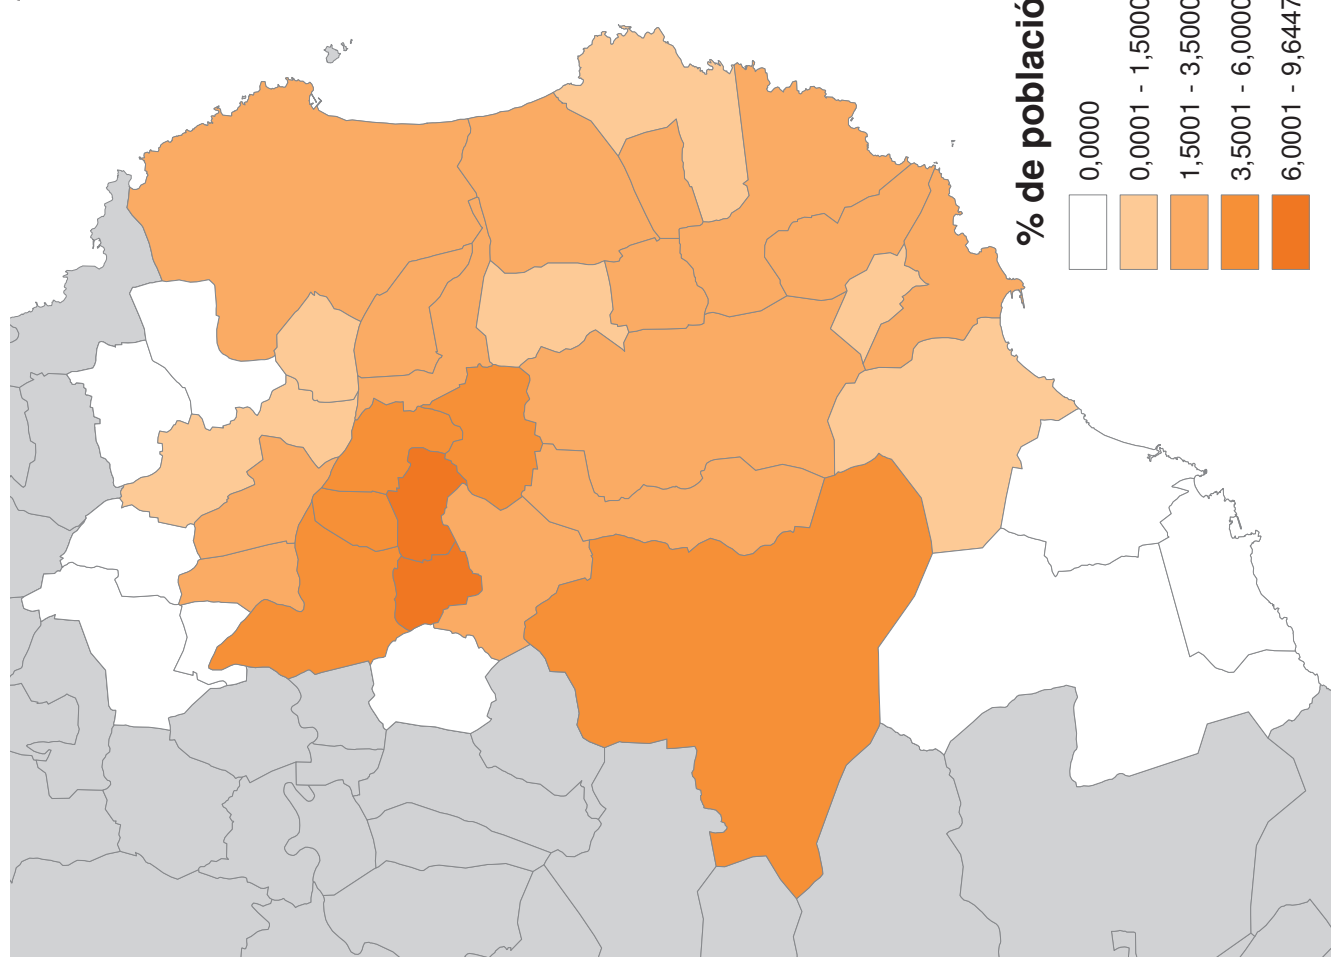 % de població
0,0000
0,0001 - 1,5000
1,5001 - 3,5000
3,5001 - 6,0000
6,0001 - 9,6447